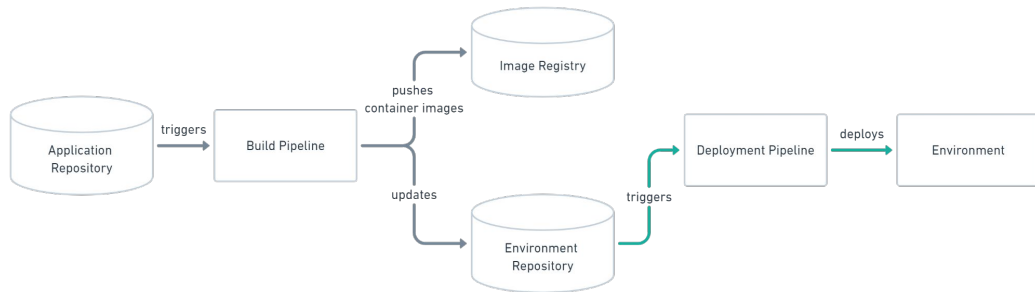 Application
Repository
triggers
Build Pipeline
pushes
container images
Image Registry
updates
Environment
Repository
triggers
Deployment Pipeline
deploys
Environment